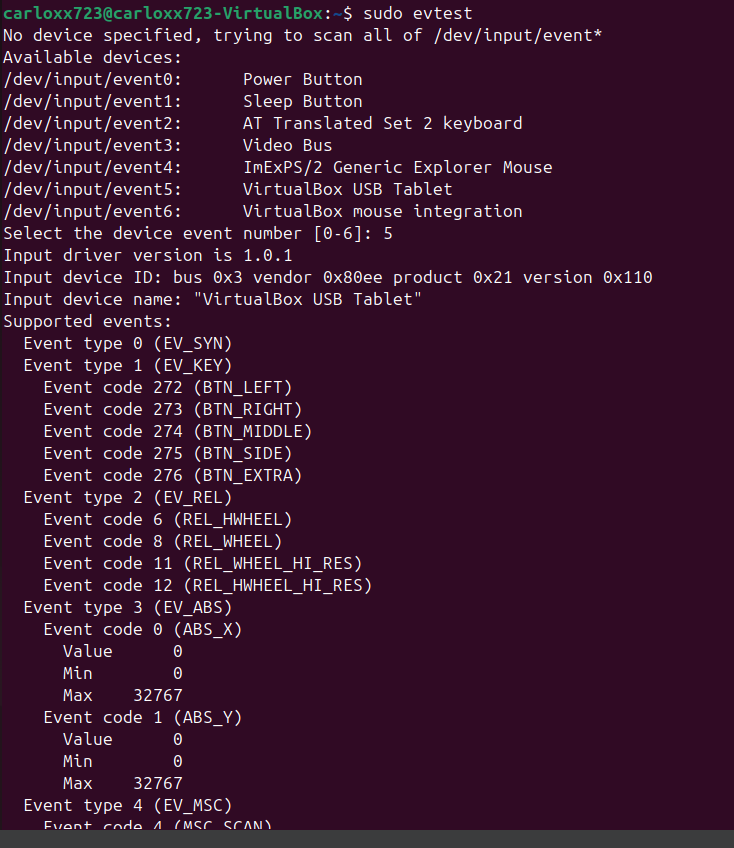 carloxx723@carloxx723-VirtualBox:~$ sudo evtest
No device specified, trying to scan all of /dev/input/event*
Available devices:
/dev/input/event0:      Power Button
/dev/input/event1:      Sleep Button
/dev/input/event2:      AT Translated Set 2 keyboard
/dev/input/event3:      Video Bus
/dev/input/event4:      ImExPS/2 Generic Explorer Mouse
/dev/input/event5:      VirtualBox USB Tablet
/dev/input/event6:      VirtualBox mouse integration
Select the device event number [0-6]: 5
Input driver version is 1.0.1
Input device ID: bus 0x3 vendor 0x80ee product 0x21 version 0x110
Input device name: "VirtualBox USB Tablet"
Supported events:
  Event type 0 (EV_SYN)
  Event type 1 (EV_KEY)
    Event code 272 (BTN_LEFT)
    Event code 273 (BTN_RIGHT)
    Event code 274 (BTN_MIDDLE)
    Event code 275 (BTN_SIDE)
    Event code 276 (BTN_EXTRA)
  Event type 2 (EV_REL)
    Event code 6 (REL_HWHEEL)
    Event code 8 (REL_WHEEL)
    Event code 11 (REL_WHEEL_HI_RES)
    Event code 12 (REL_HWHEEL_HI_RES)
  Event type 3 (EV_ABS)
    Event code 0 (ABS_X)
      Value      0
      Min        0
      Max    32767
    Event code 1 (ABS_Y)
      Value      0
      Min        0
      Max    32767
  Event type 4 (EV_MSC)
    Event code 4 (MSC_SCAN)